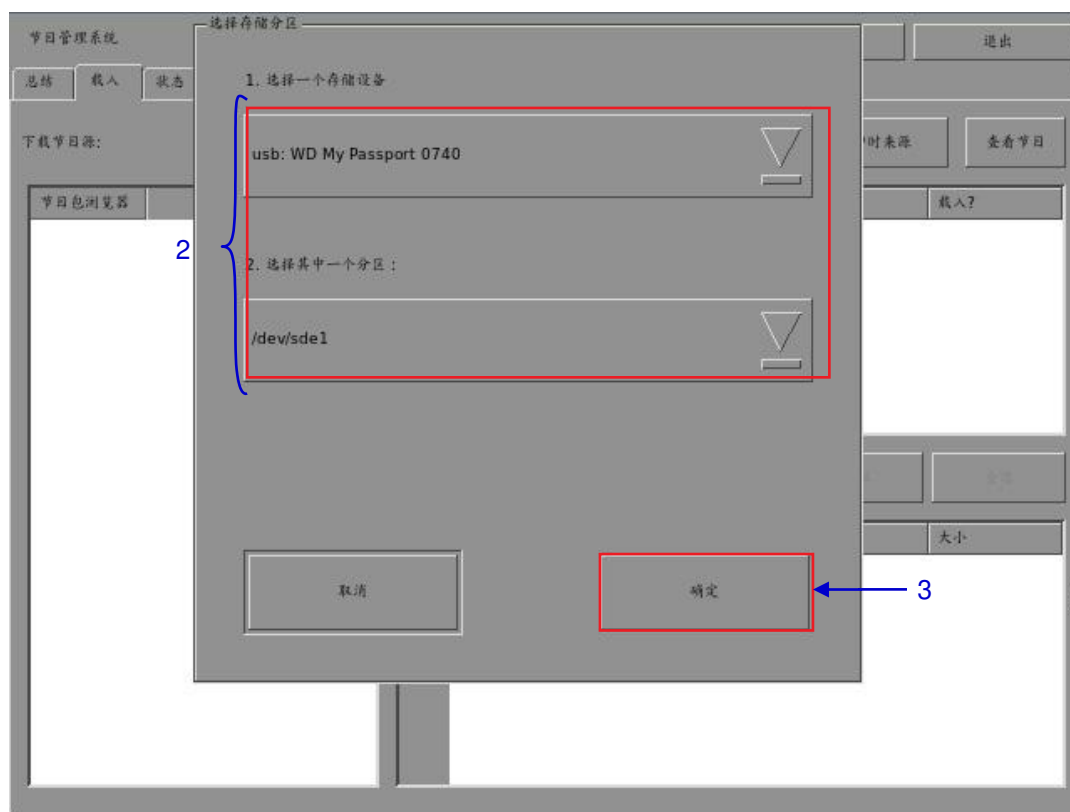 选择存储分区
节目管理系统
退出
总结
载入
状态
1. 选择一个存储设备
下载节目源:
时来源
查看节目
usb: WD My Passport 0740
节目包浏览器
载入?
2
2. 选择其中一个分区：
/dev/sde1
大小
取消
确定
3